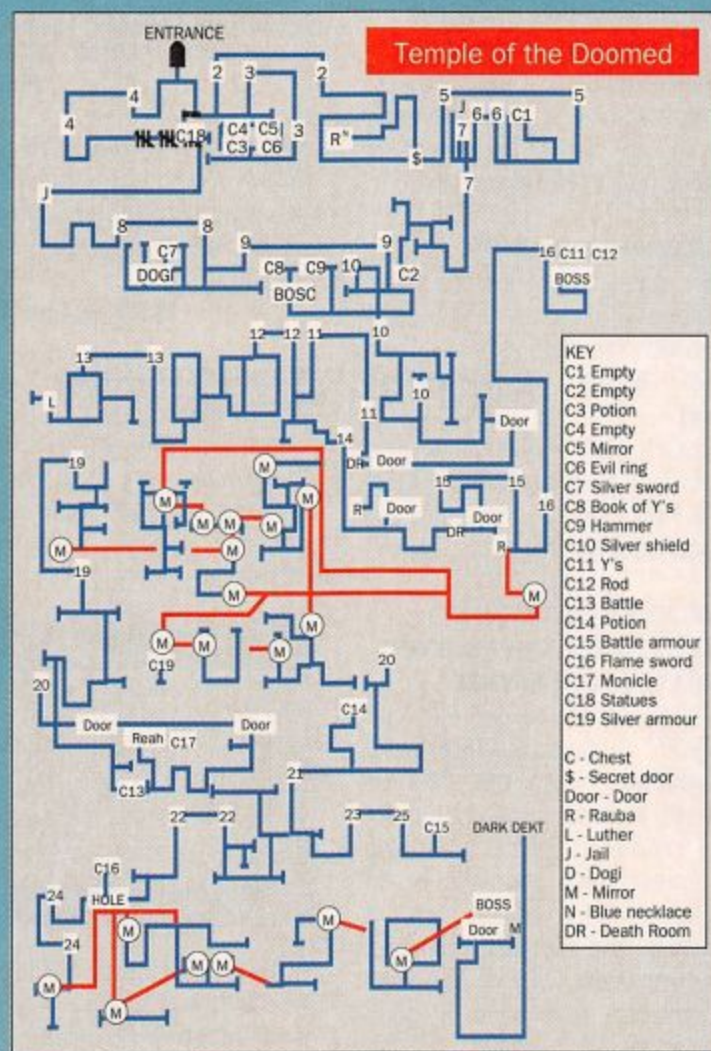 Temple of the Doomed
ENTRANCE
2 3 2
4
4
5 J 6 6 C1 5
7
C18 C4 C5 3
C3 C6
R N
$
7
J
8 8
C7
DOGI
9 9
C8 C9 10 C2
BOSC
16 C11 C12
BOSS
12 12 11 10
13 13
L
10
11
14 Door
DR Door
19
M
M M
R Door
15 15
Door
16
M M M
DR R
M M
19
M M
M
M M M
C19
20
20
Door Door
Reah C17
C14
C13
21
22 22
23 25
C15
DARK DEKT
C16
24 HOLE
BOSS
M M
Door M
24
M
M M M
M
KEY
C1 Empty
C2 Empty
C3 Potion
C4 Empty
C5 Mirror
C6 Evil ring
C7 Silver sword
C8 Book of Y's
C9 Hammer
C10 Silver shield
C11 Y's
C12 Rod
C13 Battle
C14 Potion
C15 Battle armour
C16 Flame sword
C17 Monicle
C18 Statues
C19 Silver armour
C - Chest
$ - Secret door
Door - Door
R - Rauba
L - Luther
J - Jail
D - Dogi
M - Mirror
N - Blue necklace
DR - Death Room